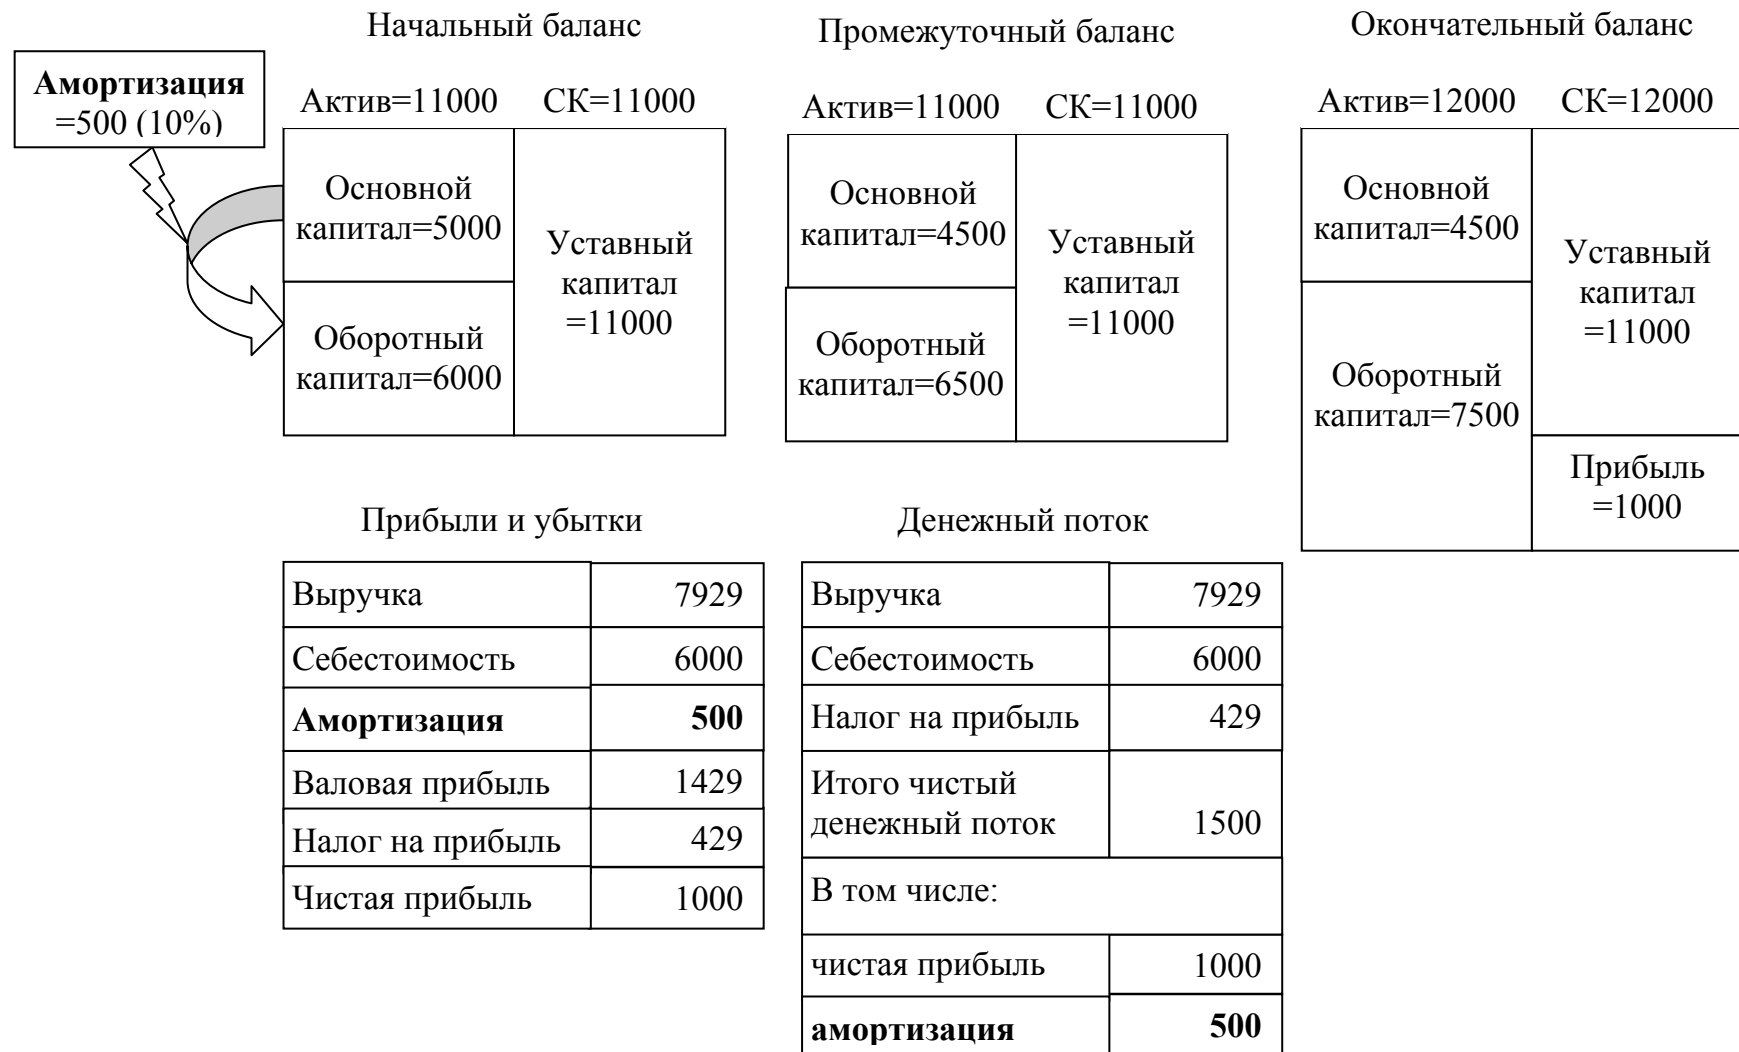 Начальный баланс
Промежуточный баланс
Окончательный баланс
Амортизация
=500 (10%)
Актив=11000 СК=11000
Основной
капитал=5000
Оборотный
капитал=6000
Уставный
капитал
=11000
Актив=11000 СК=11000
Основной
капитал=4500
Оборотный
капитал=6500
Уставный
капитал
=11000
Актив=12000 СК=12000
Основной
капитал=4500
Оборотный
капитал=7500
Уставный
капитал
=11000
Прибыль
=1000
Прибыли и убытки
Выручка 7929
Себестоимость 6000
Амортизация 500
Валовая прибыль 1429
Налог на прибыль 429
Чистая прибыль 1000
Денежный поток
Выручка 7929
Себестоимость 6000
Налог на прибыль 429
Итого чистый
денежный поток 1500
В том числе:
чистая прибыль 1000
амортизация 500